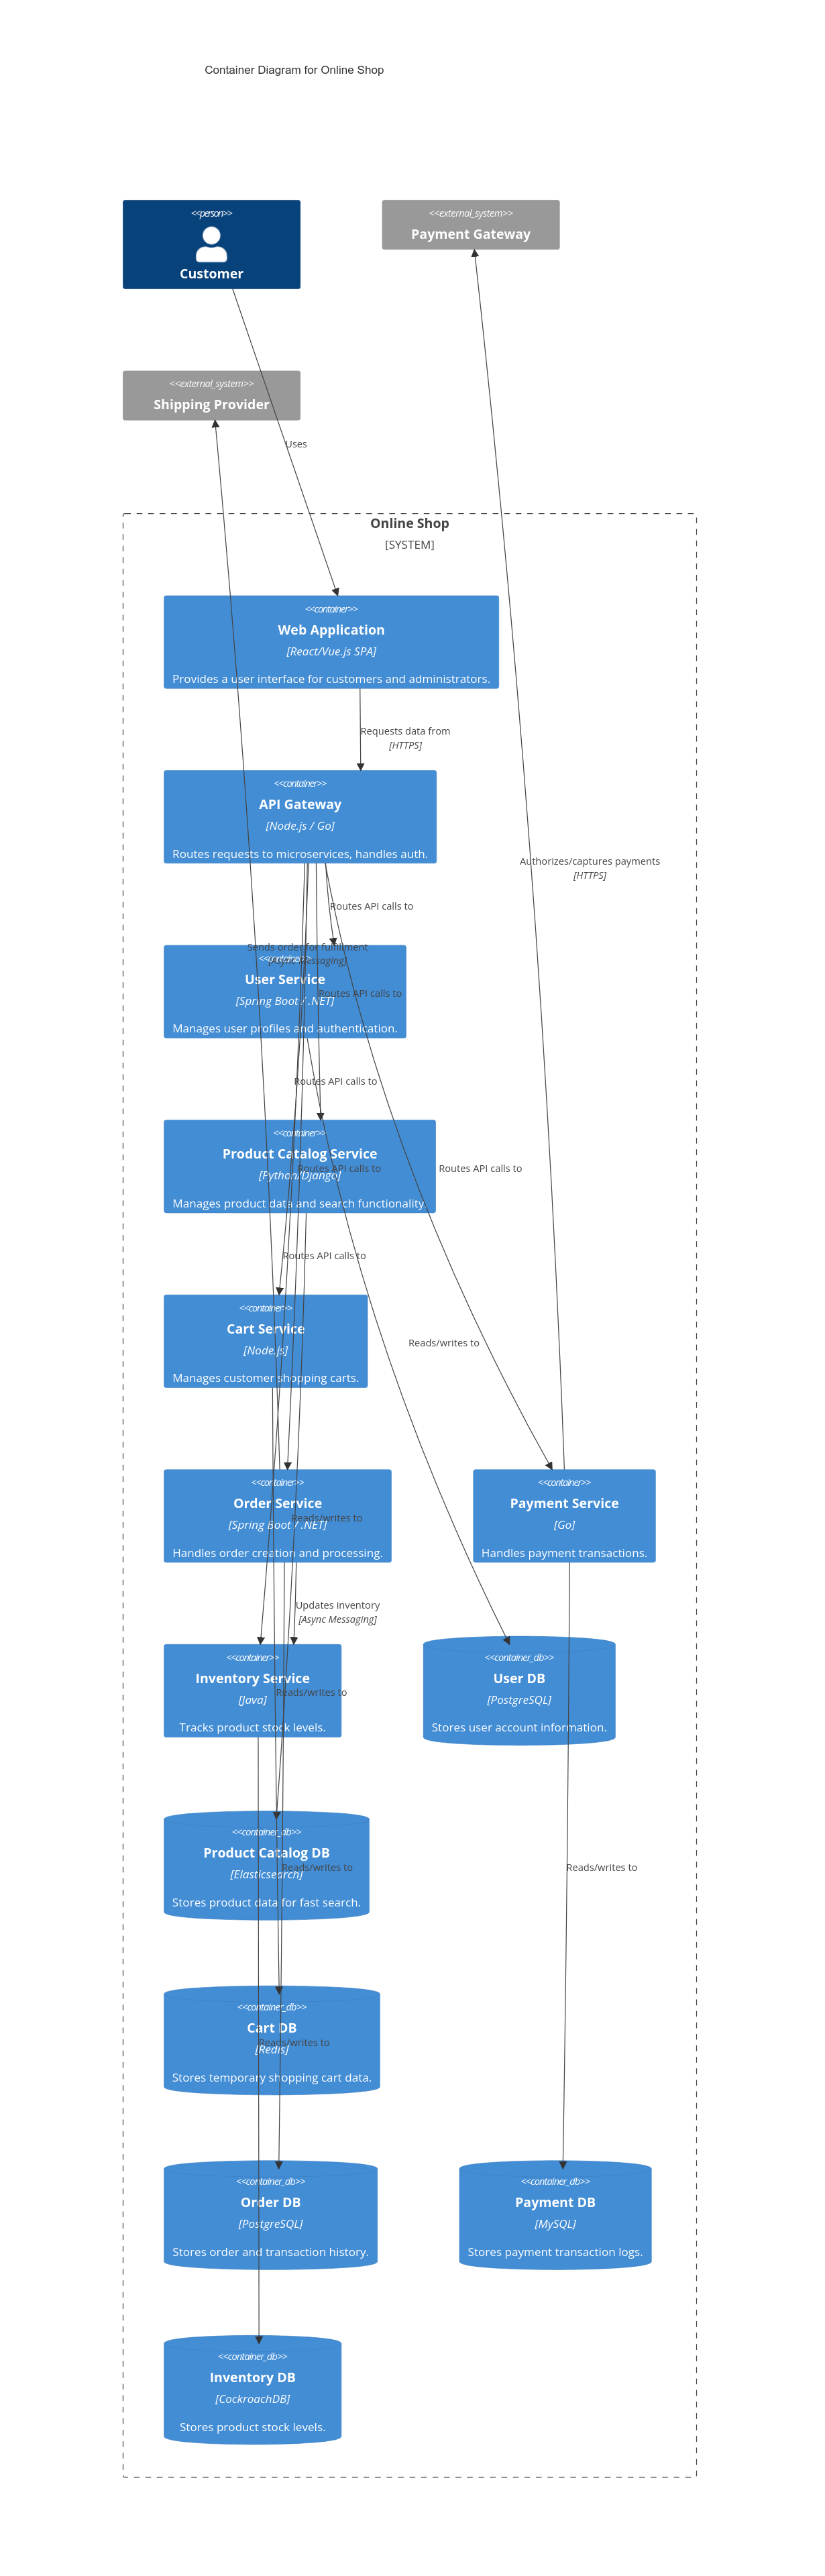 Container Diagram for Online Shop
<<person>>
Customer
<<external_system>>
Payment Gateway
<<external_system>>
Shipping Provider
Uses
Online Shop
[SYSTEM]
<<container>>
Web Application
[React/Vue.js SPA]
Provides a user interface for customers and administrators.
Requests data from
[HTTPS]
<<container>>
API Gateway
[Node.js / Go]
Routes requests to microservices, handles auth.
Authorizes/captures payments
[HTTPS]
Routes API calls to
Sends order for fulfillment
[Async Messaging]
<<container>>
User Service
[Spring Boot / .NET]
Manages user profiles and authentication.
Routes API calls to
Routes API calls to
<<container>>
Product Catalog Service
[Python/Django]
Manages product data and search functionality.
Routes API calls to
Routes API calls to
Routes API calls to
<<container>>
Cart Service
[Node.js]
Manages customer shopping carts.
Reads/writes to
<<container>>
Order Service
[Spring Boot / .NET]
Handles order creation and processing.
Reads/writes to
<<container>>
Payment Service
[Go]
Handles payment transactions.
Updates inventory
[Async Messaging]
<<container>>
Inventory Service
[Java]
Tracks product stock levels.
Reads/writes to
<<container_db>>
User DB
[PostgreSQL]
Stores user account information.
<<container_db>>
Product Catalog DB
[Elasticsearch]
Stores product data for fast search.
Reads/writes to
Reads/writes to
<<container_db>>
Cart DB
[Redis]
Stores temporary shopping cart data.
Reads/writes to
<<container_db>>
Order DB
[PostgreSQL]
Stores order and transaction history.
<<container_db>>
Payment DB
[MySQL]
Stores payment transaction logs.
<<container_db>>
Inventory DB
[CockroachDB]
Stores product stock levels.